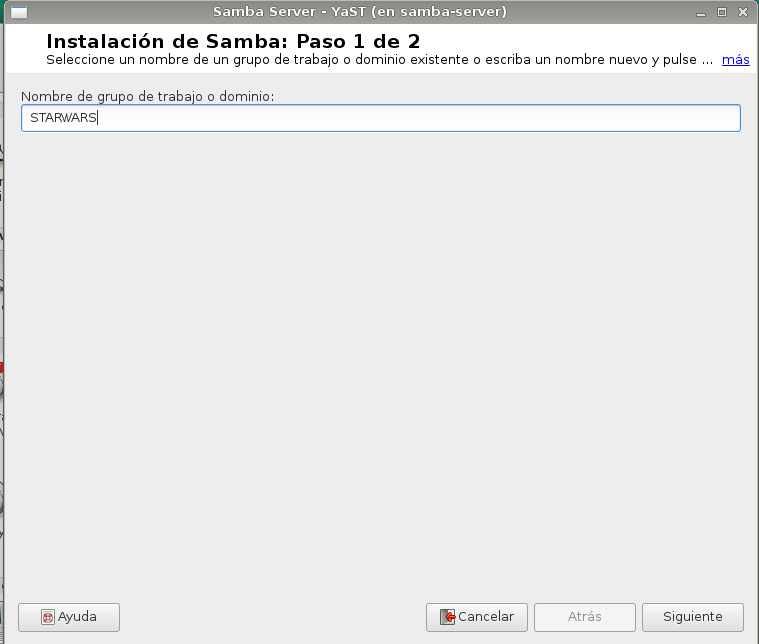 Samba Server - YaST (en samba-server)
Instalación de Samba: Paso 1 de 2
Seleccione un nombre de un grupo de trabajo o dominio existente o escriba un nombre nuevo y pulse ... más
Nombre de grupo de trabajo o dominio:
STARWARS
Ayuda Cancelar Atrás Siguiente